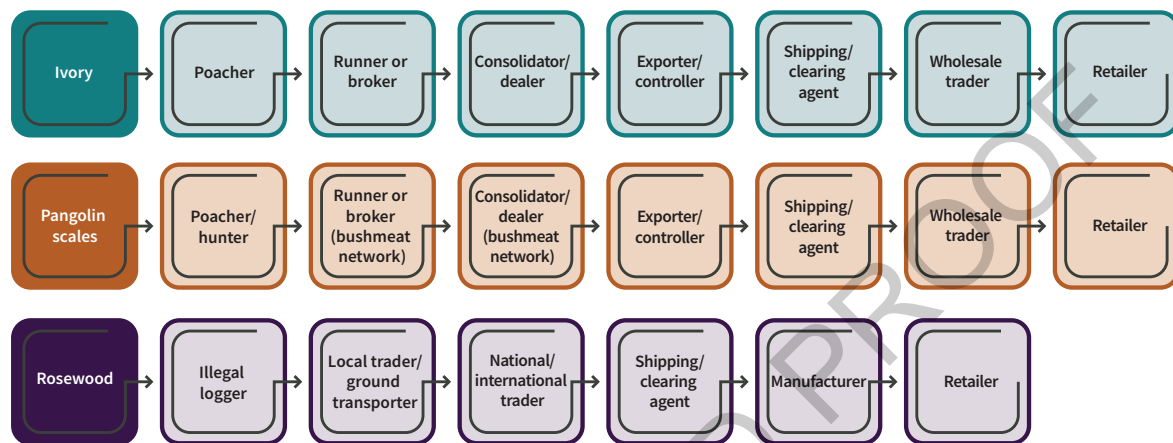 Ivory
Poacher
Runner or
broker
Consolidator/
dealer
Exporter/
controller
Shipping/
clearing
agent
Wholesale
trader
Retailer
Pangolin
scales
Poacher/
hunter
Runner or
broker
(bushmeat
network)
Consolidator/
dealer
(bushmeat
network)
Exporter/
controller
Shipping/
clearing
agent
Wholesale
trader
Retailer
Rosewood
Illegal
logger
Local trader/
ground
transporter
National/
international
trader
Shipping/
clearing
agent
Manufacturer
Retailer
PROOF